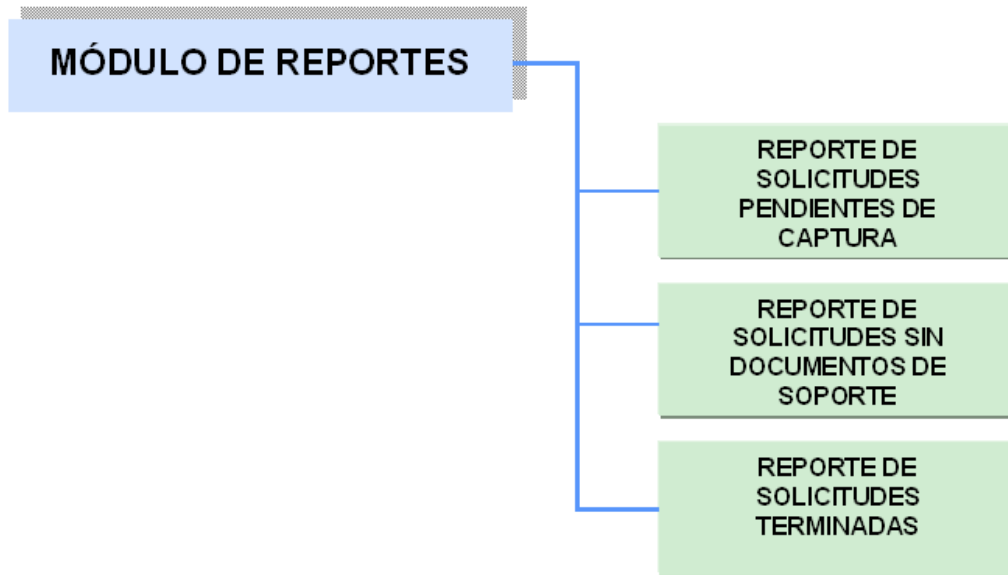 MÓDULO DE REPORTES
REPORTE DE
SOLICITUDES
PENDIENTES DE
CAPTURA
REPORTE DE
SOLICITUDES SIN
DOCUMENTOS DE
SOPORTE
REPORTE DE
SOLICITUDES
TERMINADAS